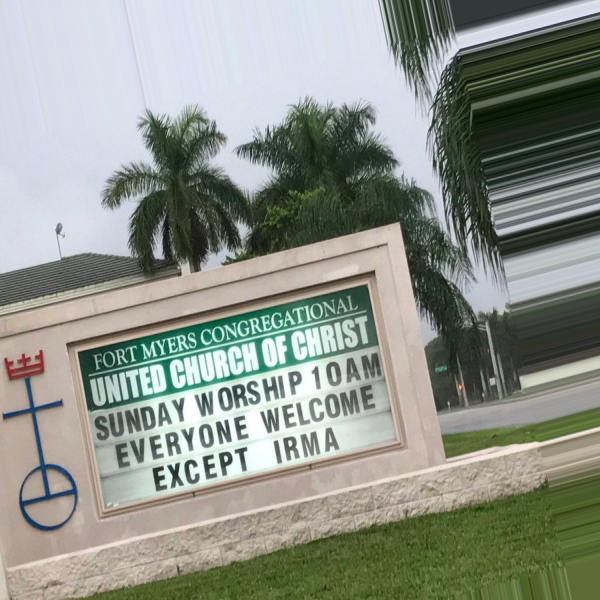 FORT MYERS CONGREGATIONAL
UNITED CHURCH OF CHRIST
SUNDAY WORSHIP 10AM
EVERYONE WELCOME
EXCEPT IRMA